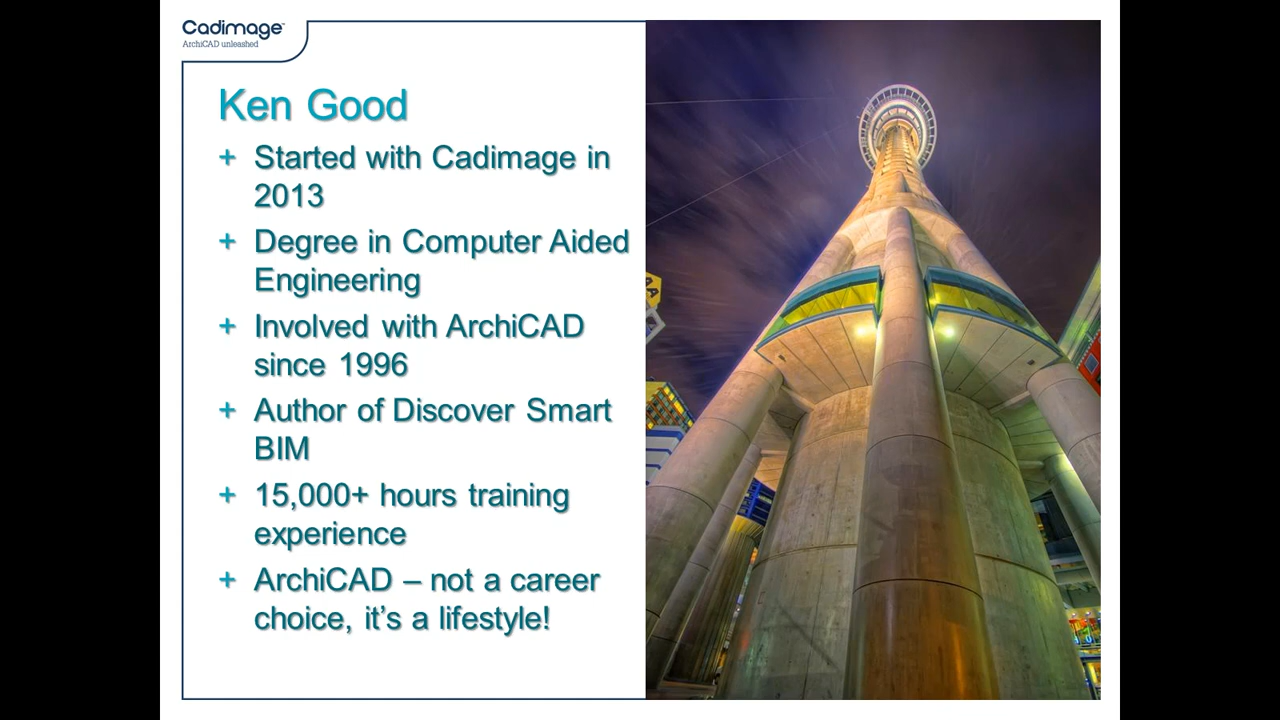 Cadimage™
ArchiCAD unleashed
Ken Good
+ Started with Cadimage in
2013
+ Degree in Computer Aided
Engineering
+ Involved with ArchiCAD
since 1996
+ Author of Discover Smart
BIM
+ 15,000+ hours training
experience
+ ArchiCAD – not a career
choice, it’s a lifestyle!